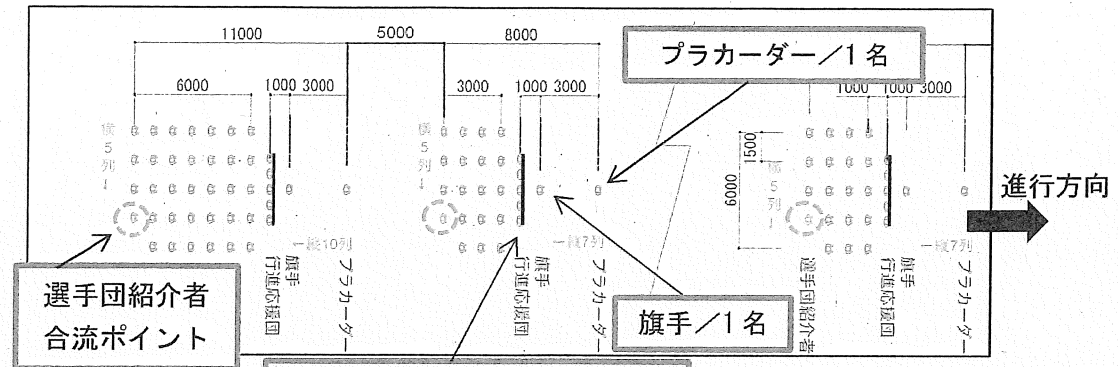 11000
5000
8000
プラカーダー／1名
6000
1000
3000
3000
1000
3000
1000
1000
3000
横5列↓
横5列↓
1500
6000
横5列↓
進行方向
縦10列
縦7列
縦7列
選手団紹介者
合流ポイント
行進応援団
旗手
プラカーダー
行進応援団
旗手
プラカーダー
旗手／1名
選手団紹介者
行進応援団
旗手
プラカーダー